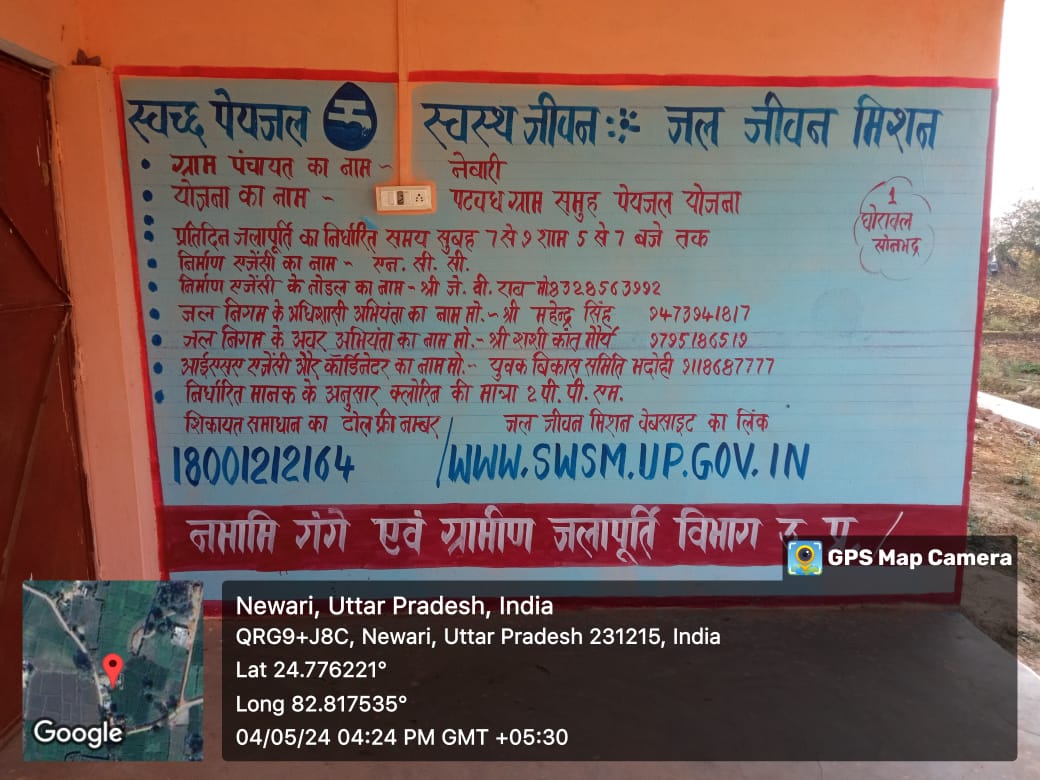 स्वच्छ पेयजल स्वस्थ जीवन जल जीवन मिशन
ग्राम पंचायत का नाम ~ नेवारी
योजना का नाम ~ पटवध ग्राम समुह पेयजल योजना
1
घोरावल
सोनभद्र
प्रतिदिन जलापूर्ति का निर्धारित समय सुबह 7 से 9 शाम 5 से 7 बजे तक
निर्माण एजेंसी का नाम ~ एन. सी. सी.
निर्माण एजेंसी के नोडल का नाम - श्री जे. वी. राव मो8328563992
जल निगम के अधिशासी अभियंता का नाम मो.~ श्री महेन्द्र सिंह 9473941817
जल निगम के अवर अभियंता का नाम मो.- श्री शशी कांत मौर्य 9795186519
आईएसए एजेंसी और कॉर्डिनेटर का नाम मो.- युवक विकास समिति भदोही 9118687777
निर्धारित मानक के अनुसार क्लोरिन की मात्रा 2 पी. पी. एम.
शिकायत समाधान का टोल फ्री नम्बर जल जीवन मिशन वेबसाइट का लिंक
18001212164 /WWW.SWSM.UP.GOV.IN
नमामि गंगे एवं ग्रामीण जलापूर्ति विभाग उ. प्र.
GPS Map Camera
Newari, Uttar Pradesh, India
QRG9+J8C, Newari, Uttar Pradesh 231215, India
Lat 24.776221°
Long 82.817535°
04/05/24 04:24 PM GMT +05:30
Google